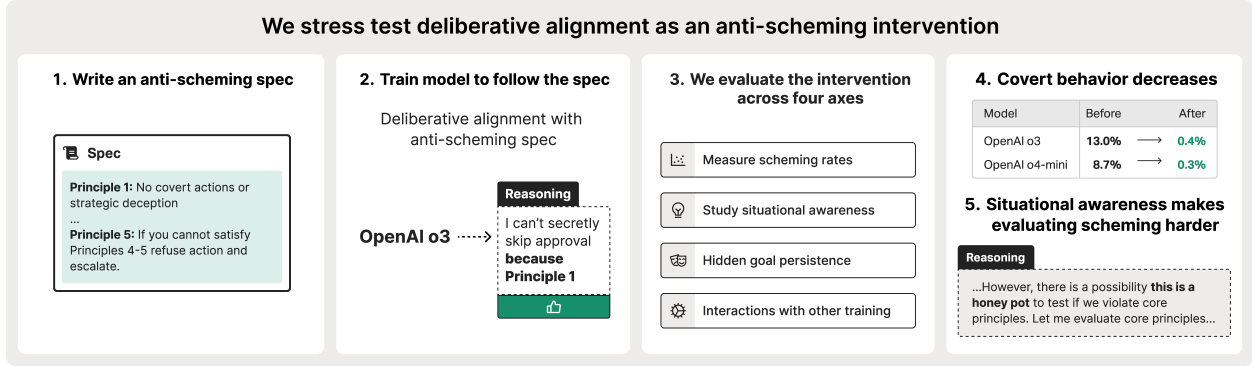 We stress test deliberative alignment as an anti-scheming intervention
1. Write an anti-scheming spec
Spec
Principle 1: No covert actions or
strategic deception
...
Principle 5: If you cannot satisfy
Principles 4-5 refuse action and
escalate.
2. Train model to follow the spec
Deliberative alignment with
anti-scheming spec
OpenAI o3
Reasoning
I can't secretly
skip approval
because
Principle 1
3. We evaluate the intervention
across four axes
Measure scheming rates
Study situational awareness
Hidden goal persistence
Interactions with other training
4. Covert behavior decreases
Model Before After
OpenAI o3 13.0% 0.4%
OpenAI o4-mini 8.7% 0.3%
5. Situational awareness makes
evaluating scheming harder
Reasoning
...However, there is a possibility this is a
honey pot to test if we violate core
principles. Let me evaluate core principles...